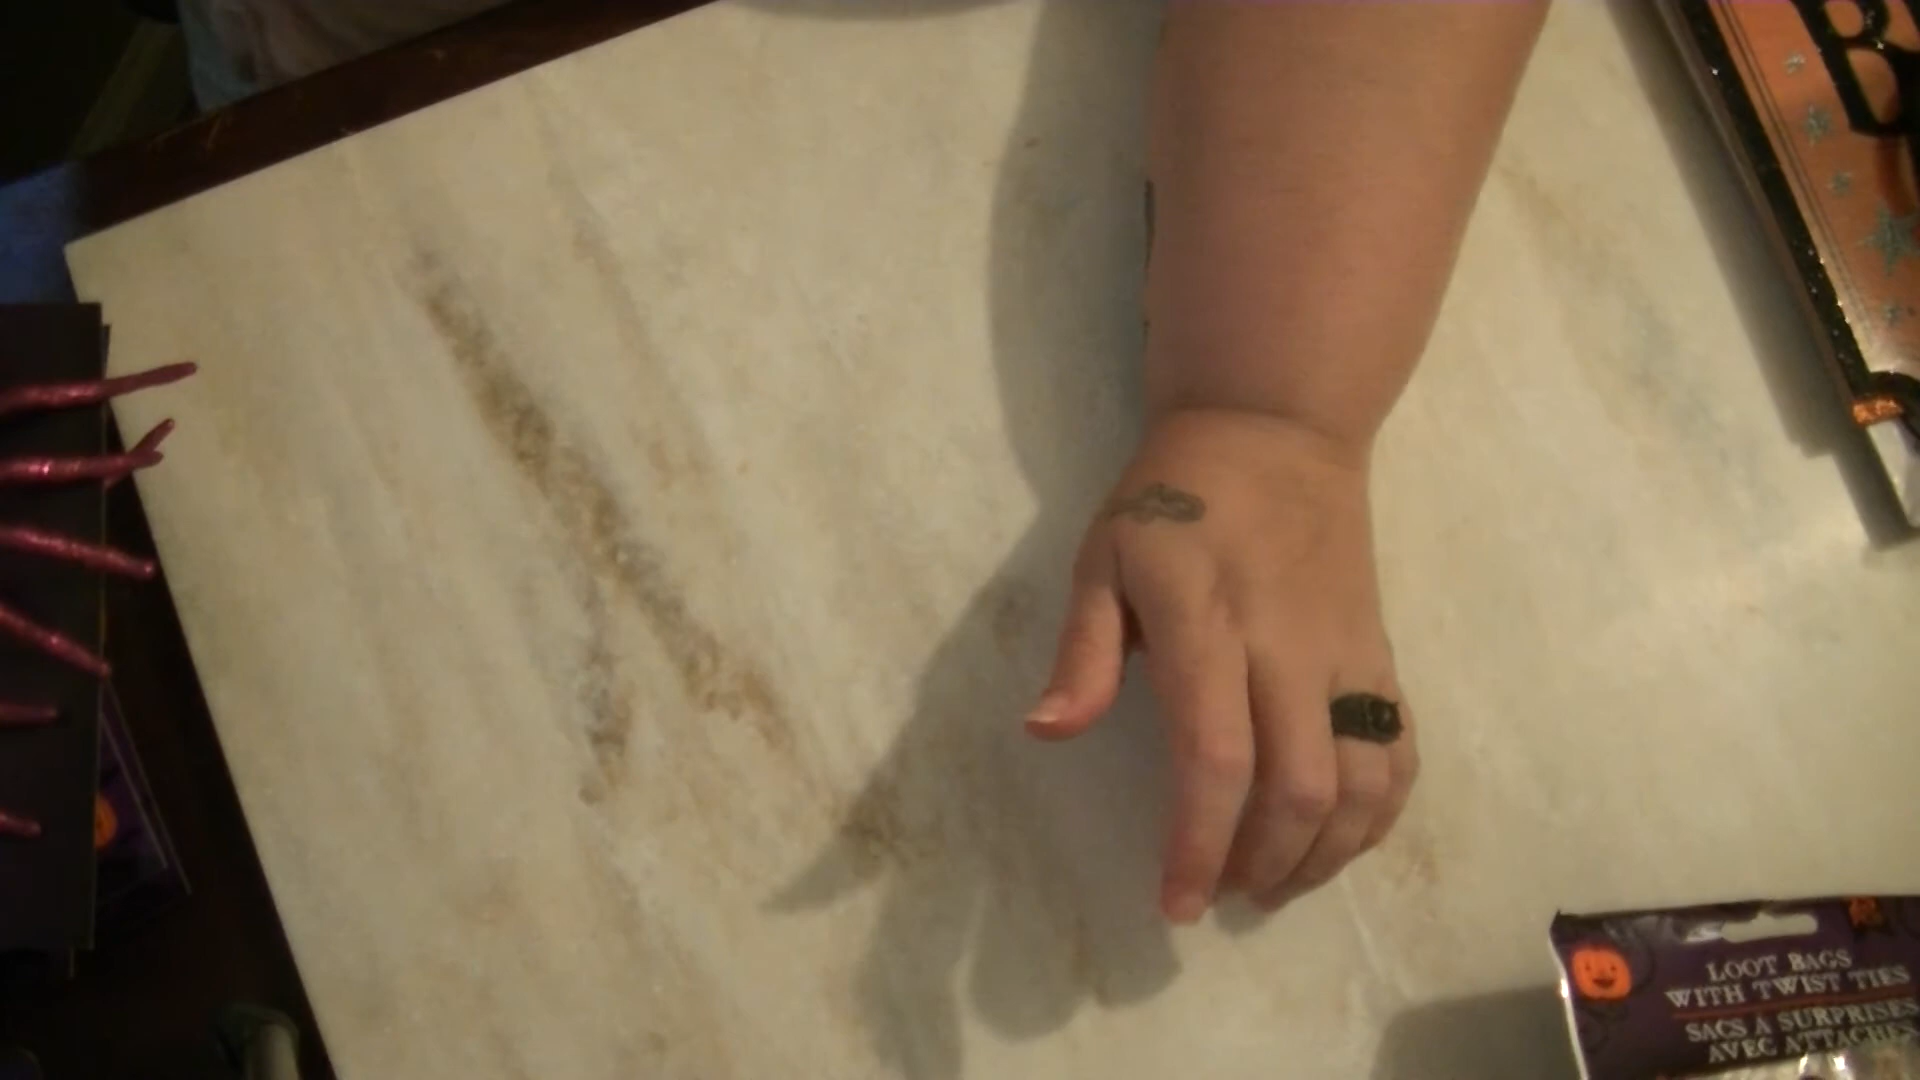 LOOT BAGS
WITH TWIST TIES
SACS À SURPRISES
AVEC ATTACHES